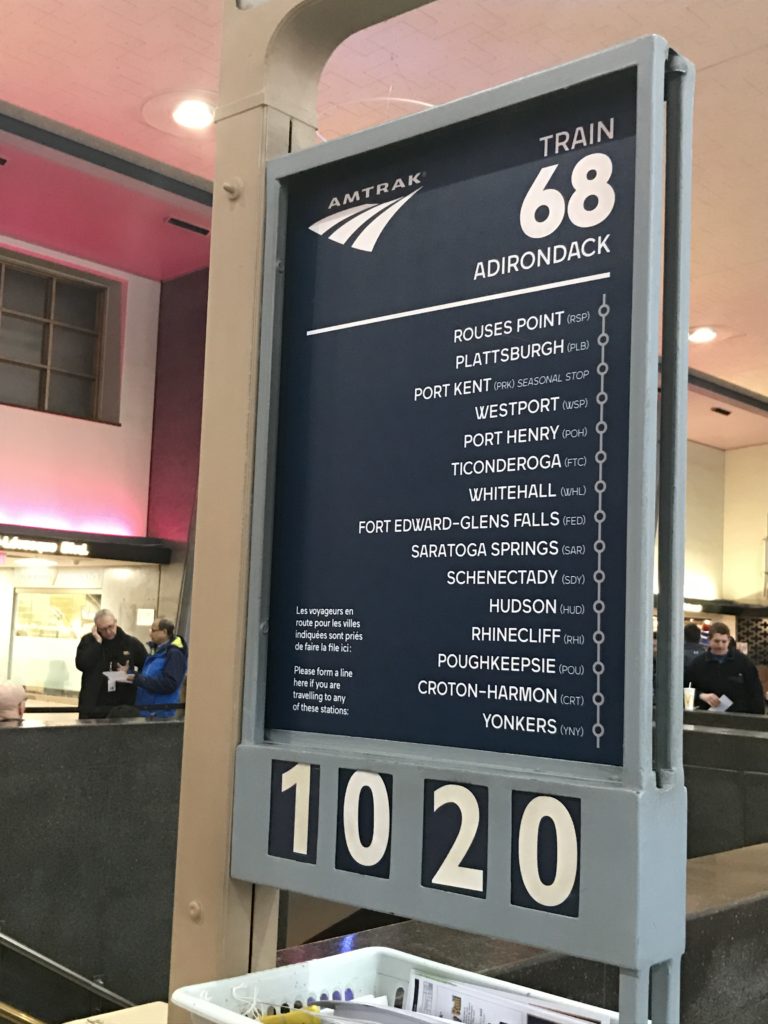 AMTRAK
TRAIN
68
ADIRONDACK
ROUSES POINT (RSP)
PLATTSBURGH (PLB)
PORT KENT (PRK) SEASONAL STOP
WESTPORT (WSP)
PORT HENRY (POH)
TICONDEROGA (FTC)
WHITEHALL (WHL)
FORT EDWARD-GLENS FALLS (FED)
SARATOGA SPRINGS (SAR)
SCHENECTADY (SDY)
HUDSON (HUD)
RHINECLIFF (RHI)
POUGHKEEPSIE (POU)
CROTON-HARMON (CRT)
YONKERS (YNY)
Les voyageurs en
route pour les villes
indiquées sont priés
de faire la file ici:
Please form a line
here if you are
travelling to any
of these stations:
10 20